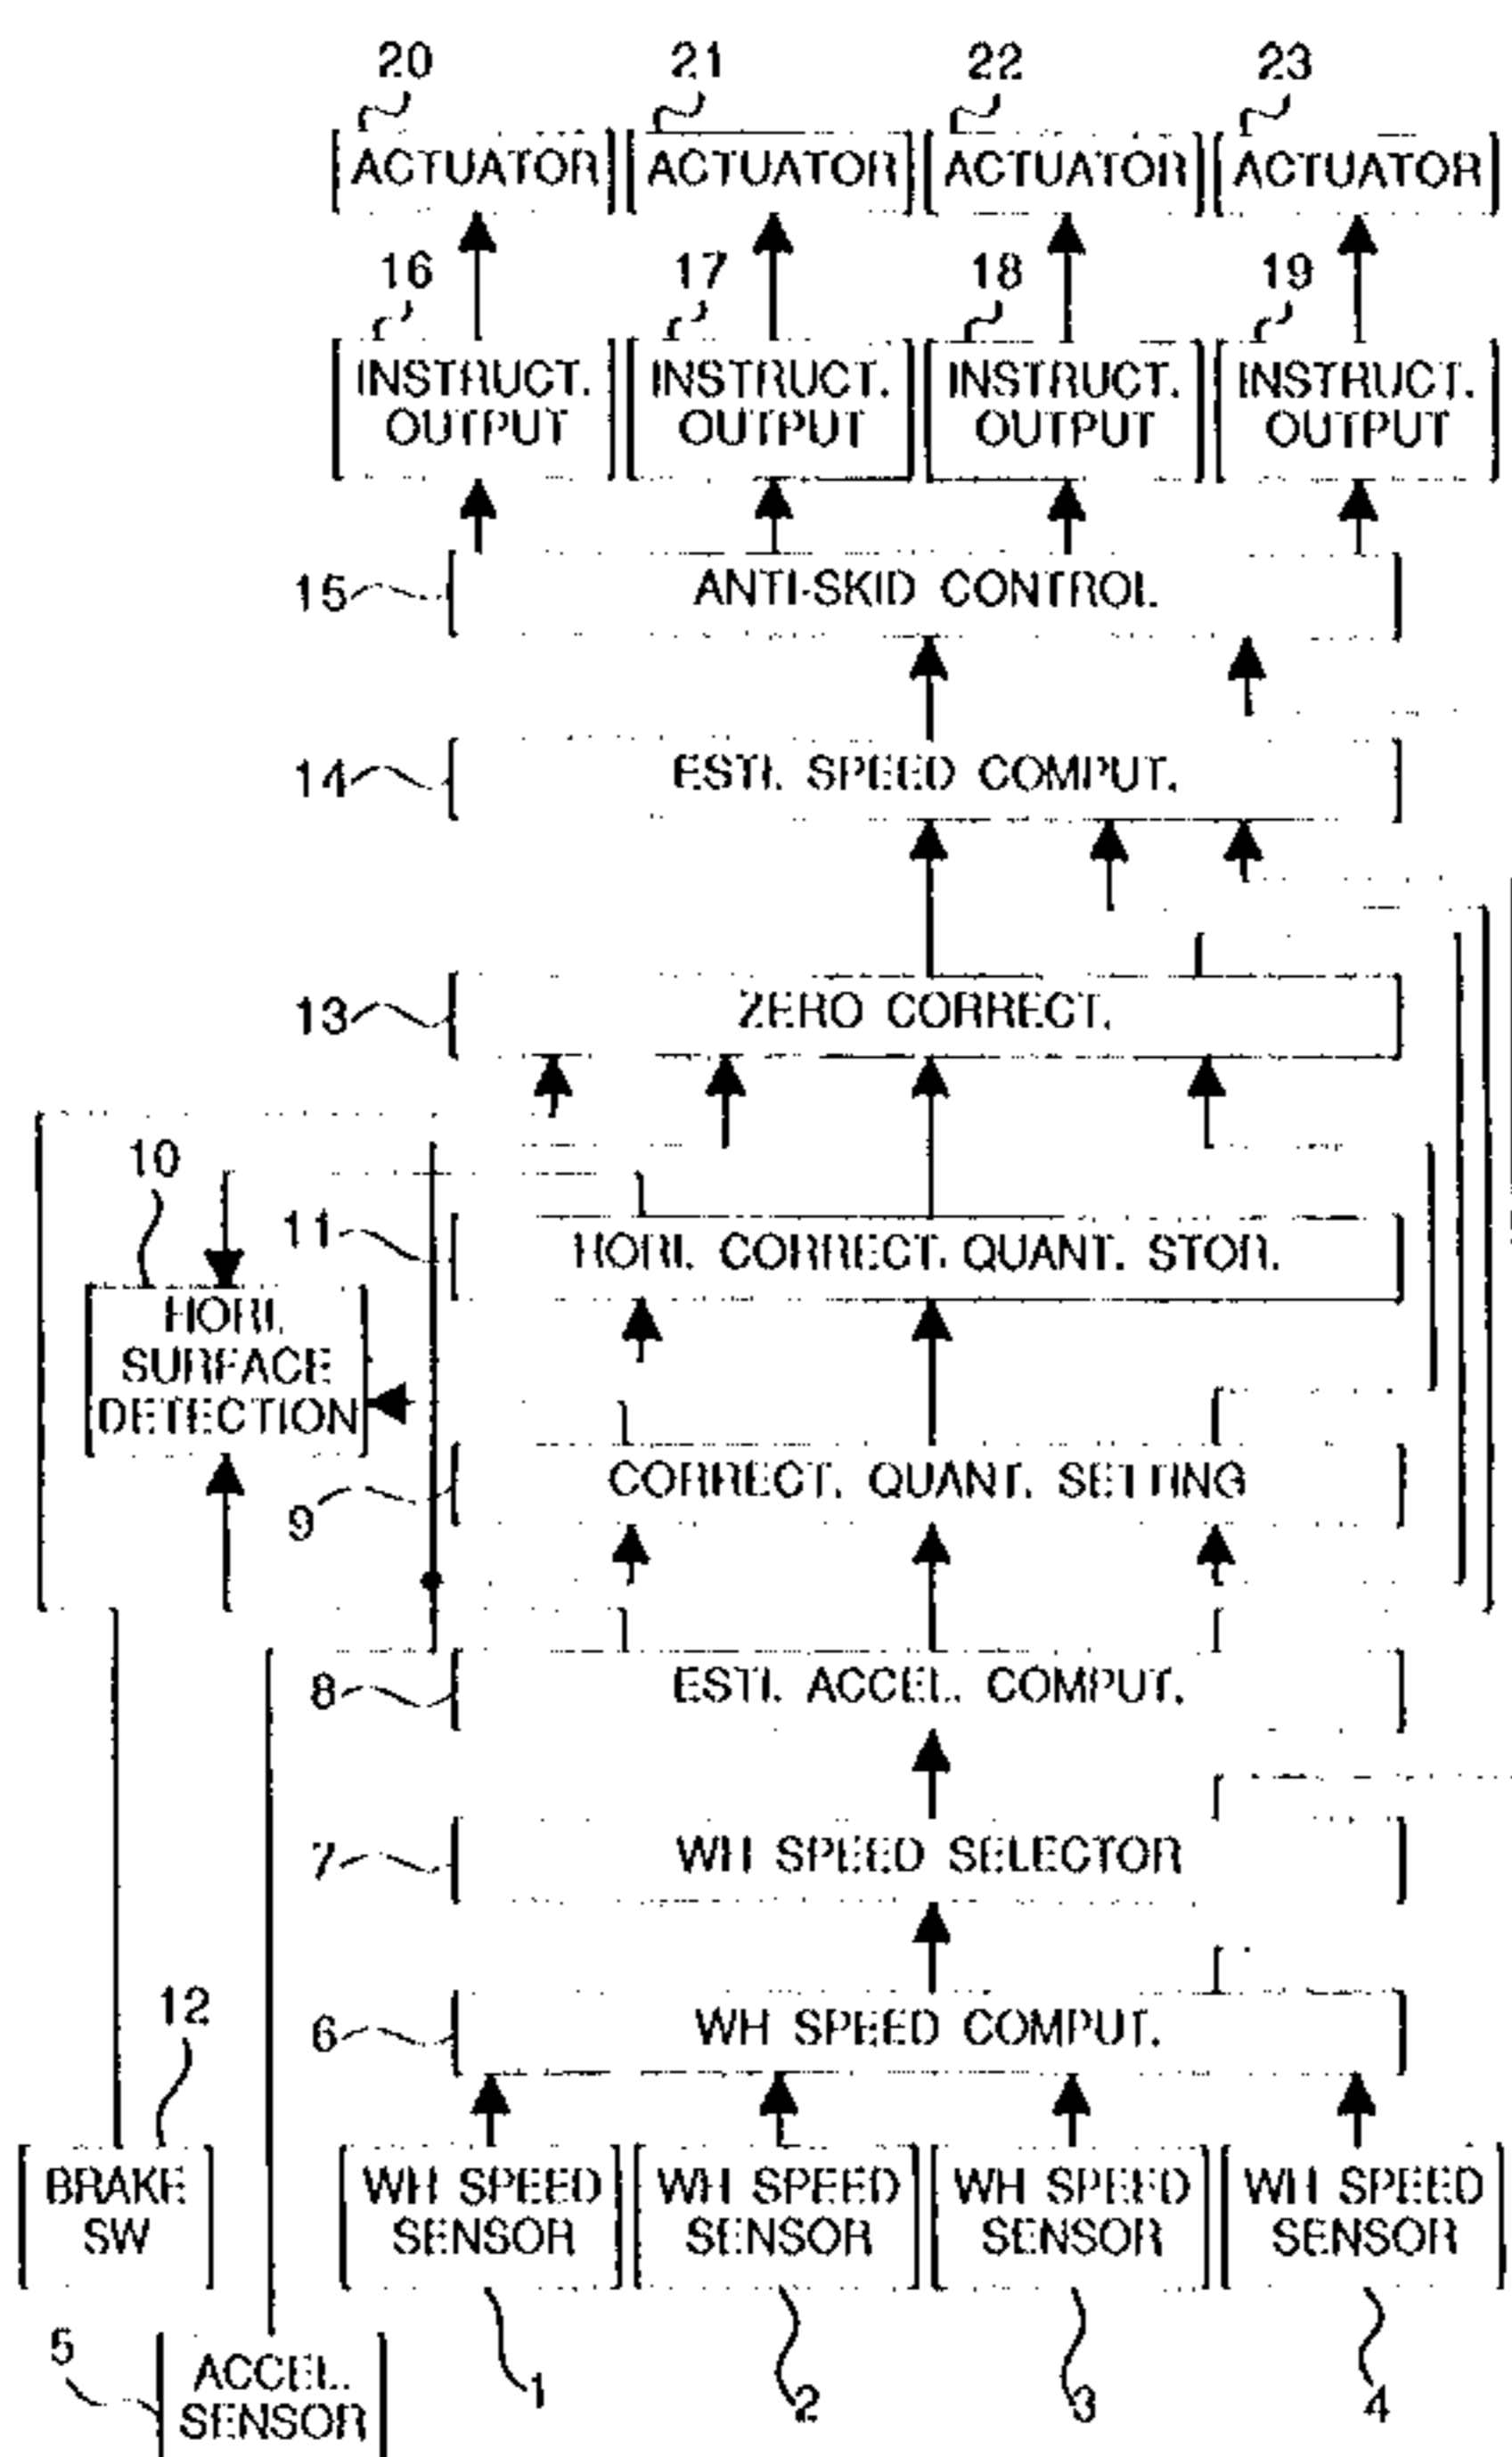 20 21 22 23
ACTUATOR ACTUATOR ACTUATOR ACTUATOR
16 17 18 19
INSTRUCT. INSTRUCT. INSTRUCT. INSTRUCT.
OUTPUT OUTPUT OUTPUT OUTPUT
15 ANTI-SKID CONTROL
14 ESTI. SPEED COMPUT.
13 ZERO CORRECT.
10
11 HORI. CORRECT. QUANT. STOR.
HORI.
SURFACE
DETECTION
9 CORRECT. QUANT. SETTING
8 ESTI. ACCEL. COMPUT.
7 WH SPEED SELECTOR
12
6 WH SPEED COMPUT.
BRAKE WH SPEED WH SPEED WH SPEED WH SPEED
SW SENSOR SENSOR SENSOR SENSOR
5 ACCEL. 1 2 3 4
SENSOR